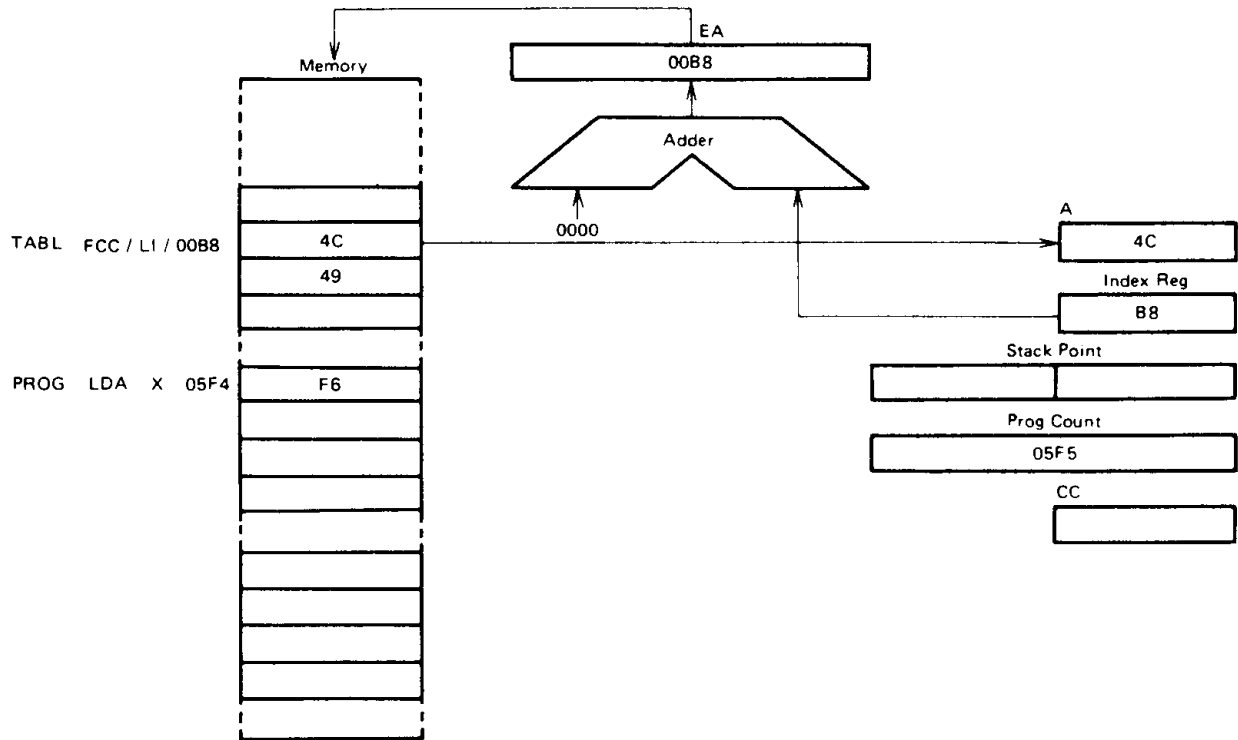 EA
00B8
Memory
Adder
0000
A
TABL FCC / LI / 00B8
4C
4C
49
Index Reg
B8
Stack Point
PROG LDA X 05F4
F6
Prog Count
05F5
CC